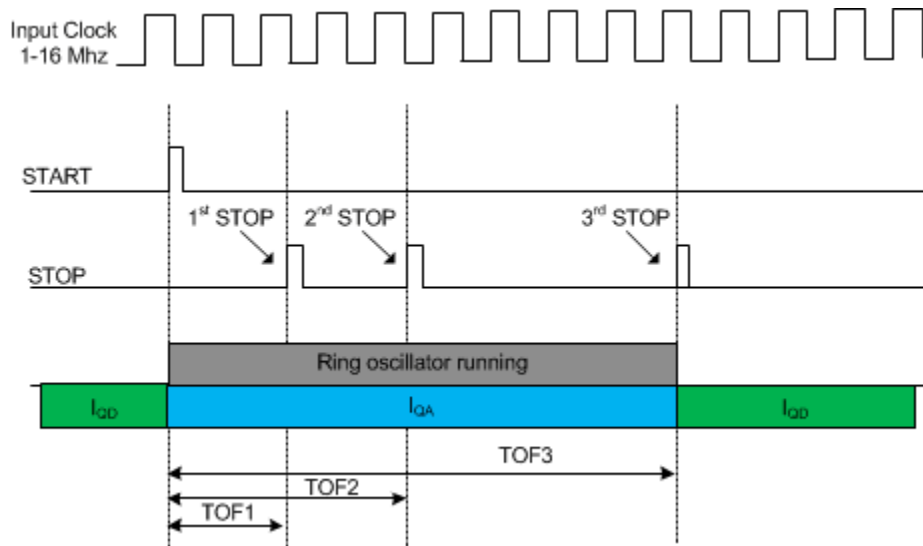 Input Clock
1-16 Mhz
START
1st STOP
2nd STOP
3rd STOP
STOP
Ring oscillator running
IQD
IQA
IQD
TOF3
TOF2
TOF1